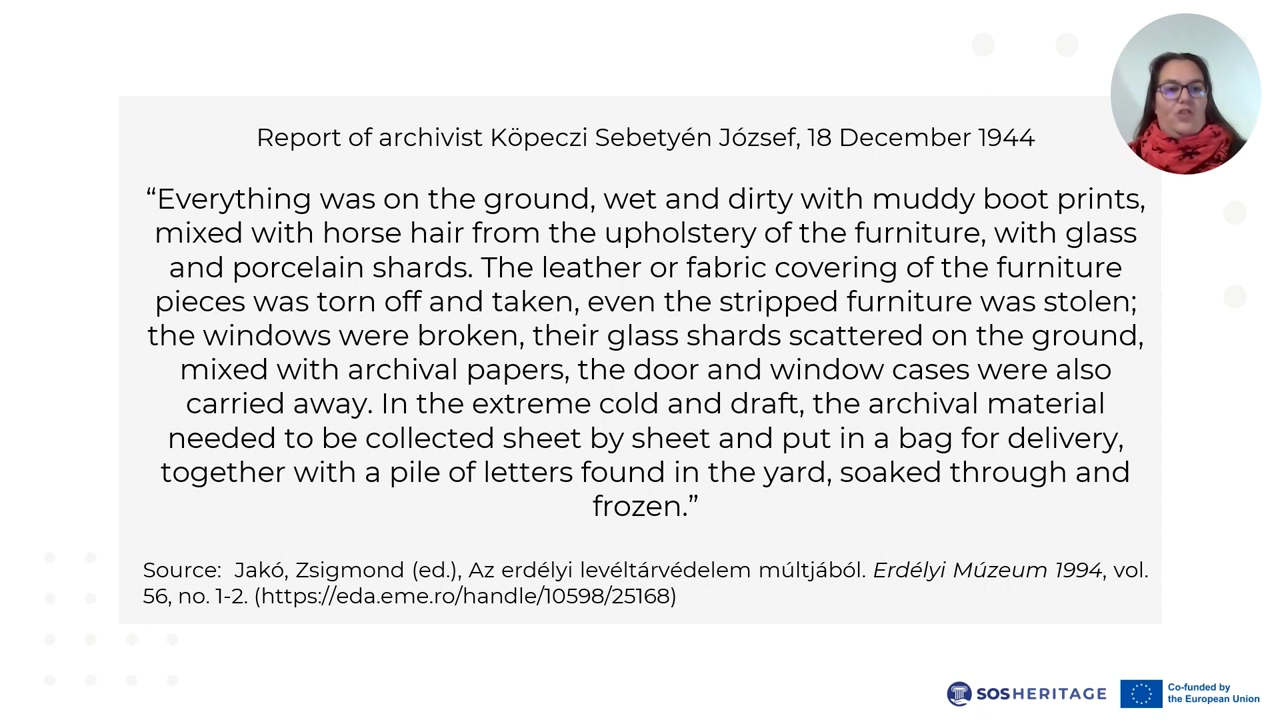 Report of archivist Köpeczi Sebetyén József, 18 December 1944
“Everything was on the ground, wet and dirty with muddy boot prints,
mixed with horse hair from the upholstery of the furniture, with glass
and porcelain shards. The leather or fabric covering of the furniture
pieces was torn off and taken, even the stripped furniture was stolen;
the windows were broken, their glass shards scattered on the ground,
mixed with archival papers, the door and window cases were also
carried away. In the extreme cold and draft, the archival material
needed to be collected sheet by sheet and put in a bag for delivery,
together with a pile of letters found in the yard, soaked through and
frozen.”
Source: Jakó, Zsigmond (ed.), Az erdélyi levéltárvédelem múltjából. Erdélyi Múzeum 1994, vol.
56, no. 1-2. (https://eda.eme.ro/handle/10598/25168)
SOSHERITAGE
Co-funded by
the European Union